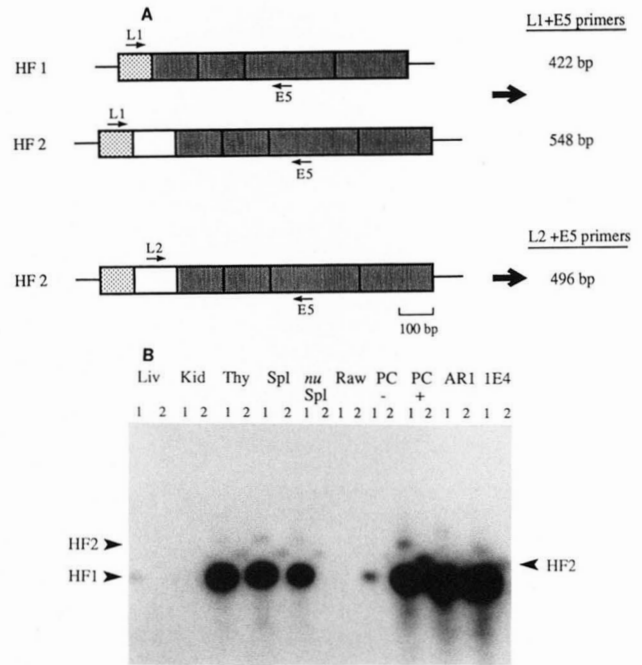 A
L1+E5 primers
L1
HF 1
422 bp
E5
L1
HF 2
548 bp
E5
L2 +E5 primers
L2
HF 2
496 bp
E5
100 bp
B
Liv Kid Thy Spl nu Spl Raw PC - PC + AR1 1E4
1 2 1 2 1 2 1 2 1 2 1 2 1 2 1 2 1 2 1 2
HF2
HF2
HF1